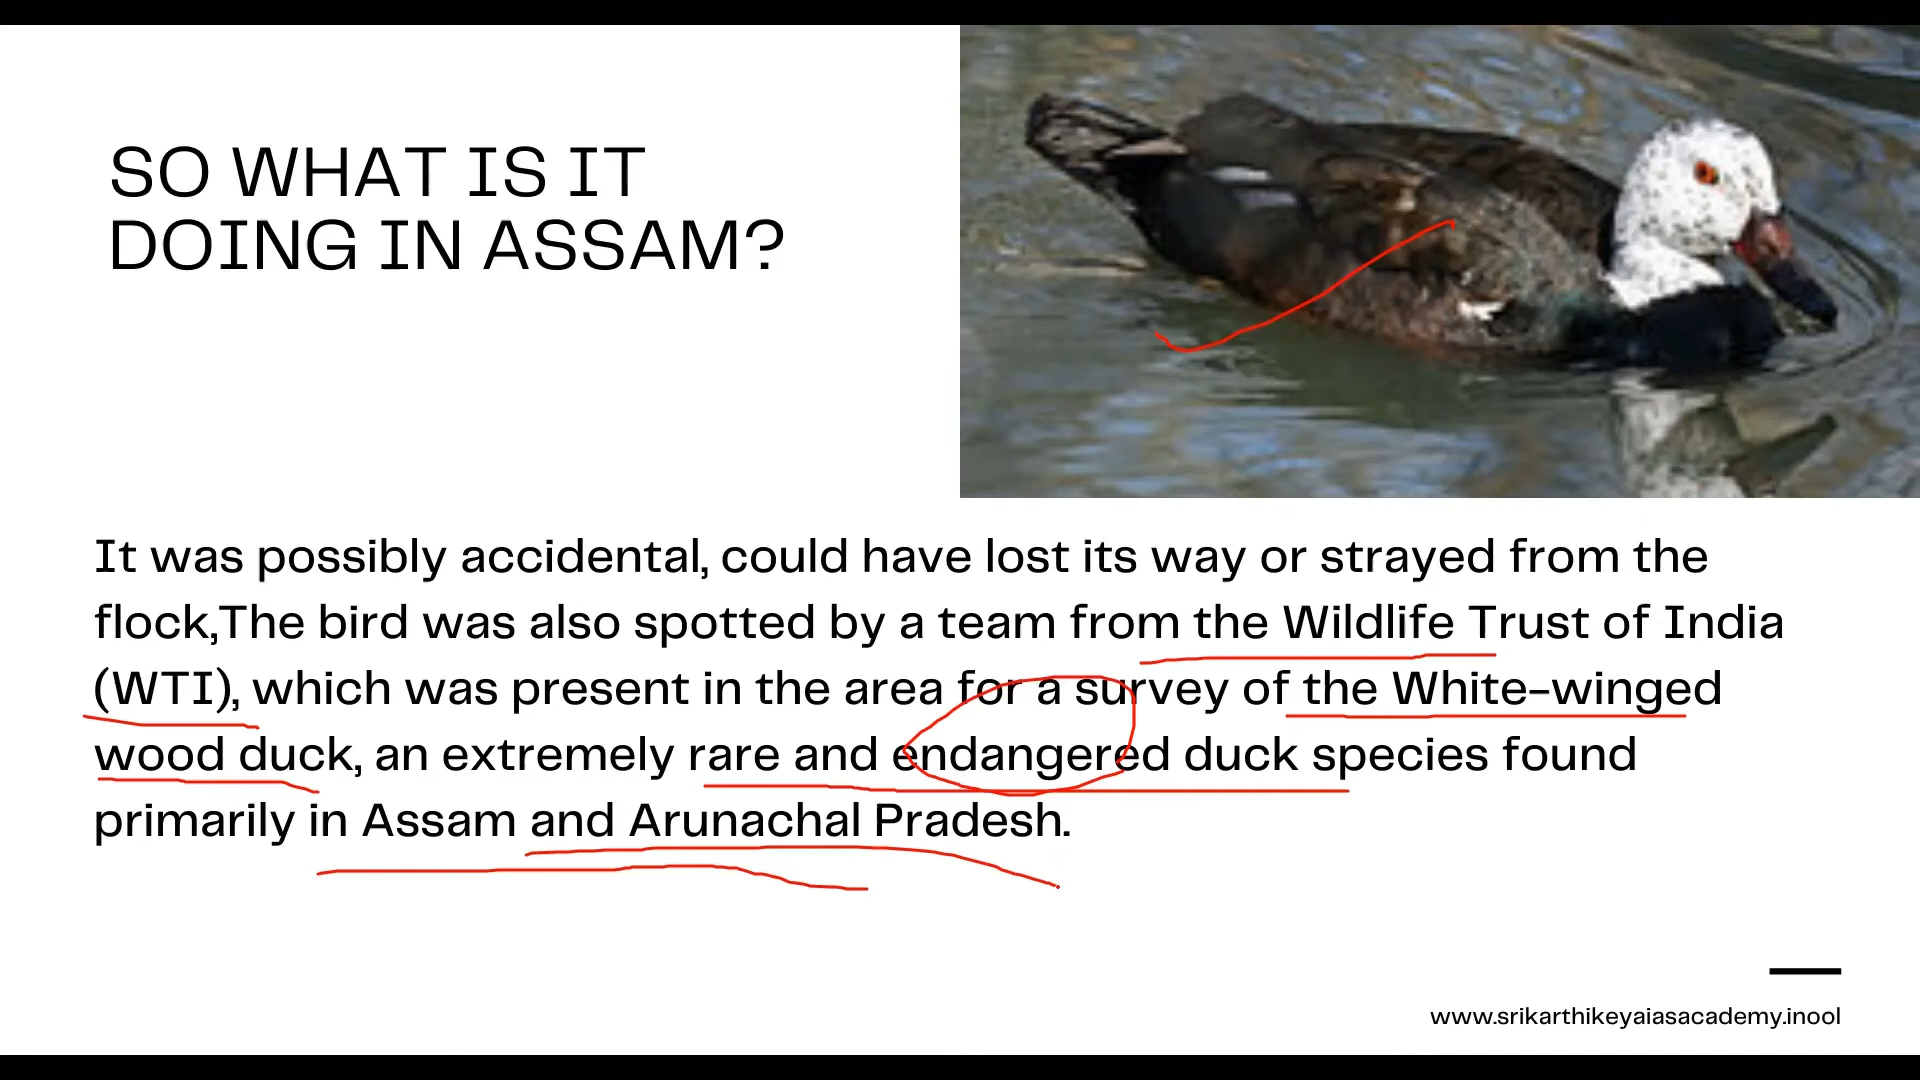 SO WHAT IS IT
DOING IN ASSAM?
It was possibly accidental, could have lost its way or strayed from the
flock,The bird was also spotted by a team from the Wildlife Trust of India
(WTI), which was present in the area for a survey of the White-winged
wood duck, an extremely rare and endangered duck species found
primarily in Assam and Arunachal Pradesh.
www.srikarthikeyaiasacademy.inool